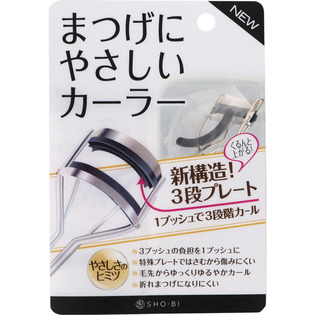 まつげに
やさしい
カーラー
NEW
くるんと
上がる!
新構造!
3段プレート
1プッシュで3段階カール
やさしさの
ヒミツ
・3プッシュの負担を1プッシュに
・特殊プレートではさむから傷みにくい
・毛先からゆっくりゆるやかカール
・折れまつげになりにくい
SHO-BI